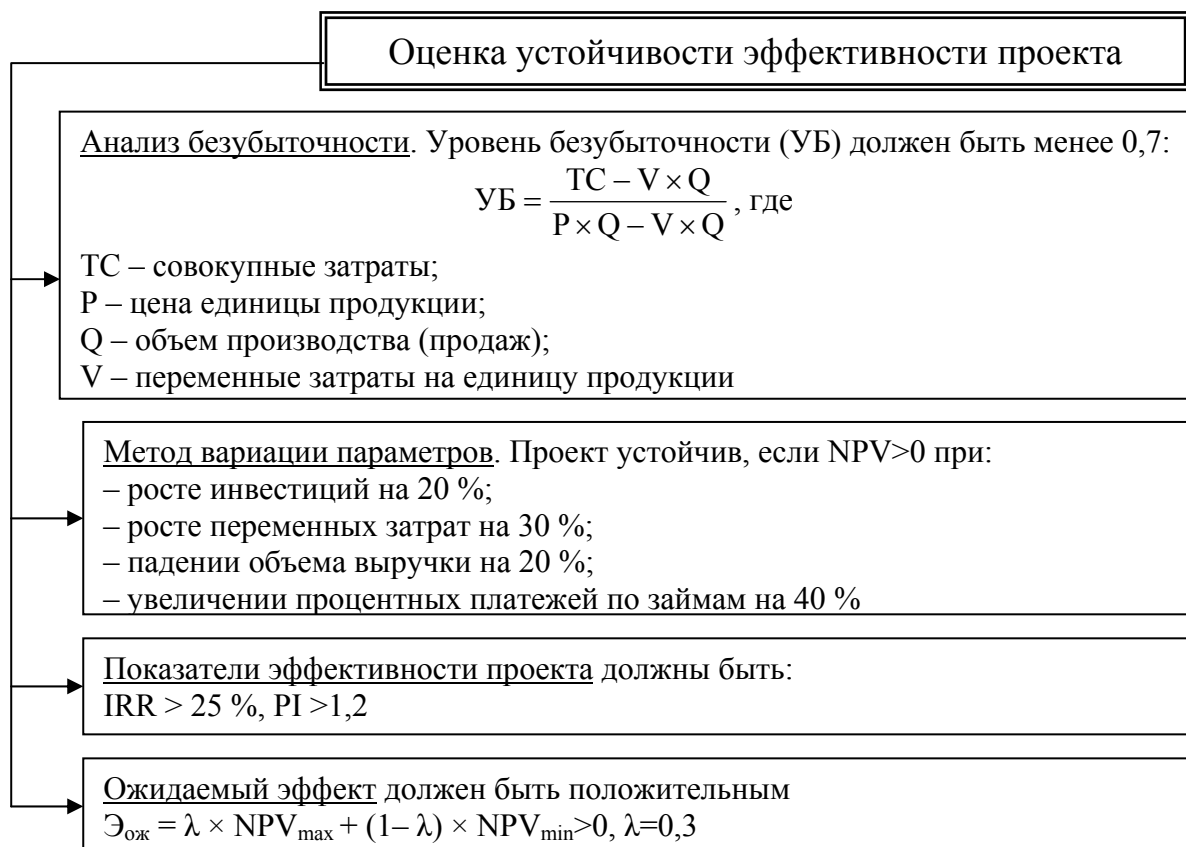 Оценка устойчивости эффективности проекта
Анализ безубыточности. Уровень безубыточности (УБ) должен быть менее 0,7:
УБ = (TC − V × Q) / (P × Q − V × Q) , где
TC – совокупные затраты;
P – цена единицы продукции;
Q – объем производства (продаж);
V – переменные затраты на единицу продукции
Метод вариации параметров. Проект устойчив, если NPV>0 при:
– росте инвестиций на 20 %;
– росте переменных затрат на 30 %;
– падении объема выручки на 20 %;
– увеличении процентных платежей по займам на 40 %
Показатели эффективности проекта должны быть:
IRR > 25 %, PI >1,2
Ожидаемый эффект должен быть положительным
Эож = λ × NPVmax + (1– λ) × NPVmin>0, λ=0,3